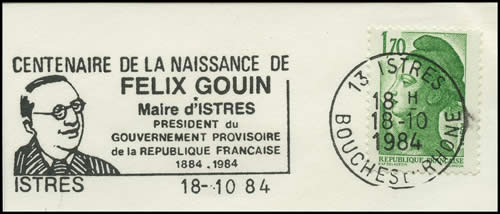 CENTENAIRE DE LA NAISSANCE DE
FELIX GOUIN
Maire d'ISTRES
PRESIDENT du
GOUVERNEMENT PROVISOIRE
de la REPUBLIQUE FRANCAISE
1884.1984
ISTRES
18-10 84
1,70
13 ISTRES
18 H
18-10
1984
BOUCHES DU RHONE
REPUBLIQUE FRANÇAISE